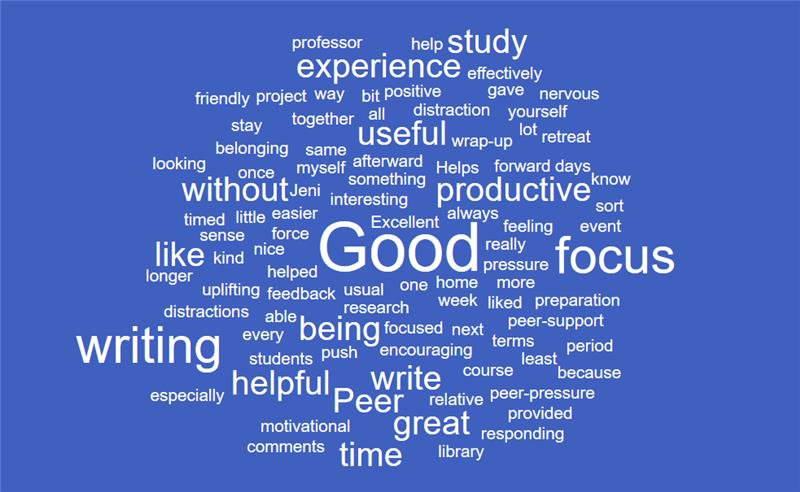 professor help study
experience effectively
friendly project way bit positive gave nervous
stay together all distraction yourself
belonging same useful wrap-up lot retreat
looking once myself afterward Helps forward days
without Jeni something productive know
interesting sort
timed little easier Excellent always feeling event
sense force Good really
like kind nice focus
longer helped pressure
uplifting feedback usual one home more
distractions able research week liked preparation
writing every being focused next peer-support
students push encouraging terms least period
helpful write course because
especially Peer relative peer-pressure
motivational great provided
comments time responding
library